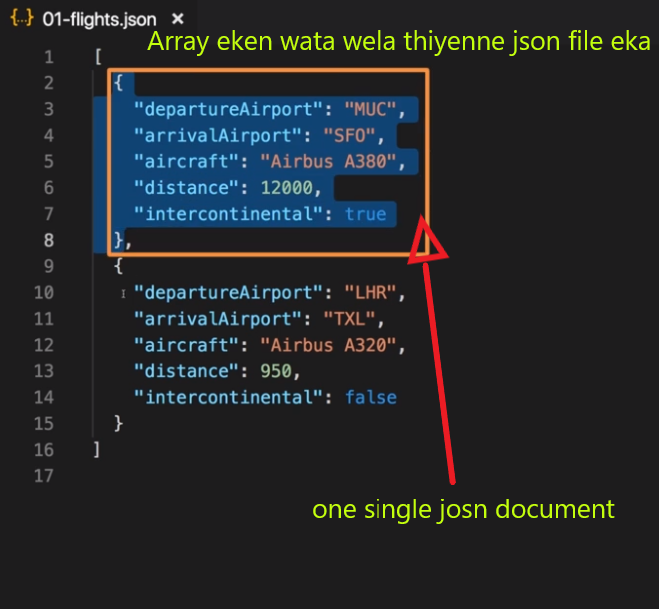 {..} 01-flights.json ×
Array eken wata wela thiyenne json file eka
1 [
2 {
3 "departureAirport": "MUC",
4 "arrivalAirport": "SFO",
5 "aircraft": "Airbus A380",
6 "distance": 12000,
7 "intercontinental": true
8 },
9 {
10 "departureAirport": "LHR",
11 "arrivalAirport": "TXL",
12 "aircraft": "Airbus A320",
13 "distance": 950,
14 "intercontinental": false
15 }
16 ]
17
one single josn document